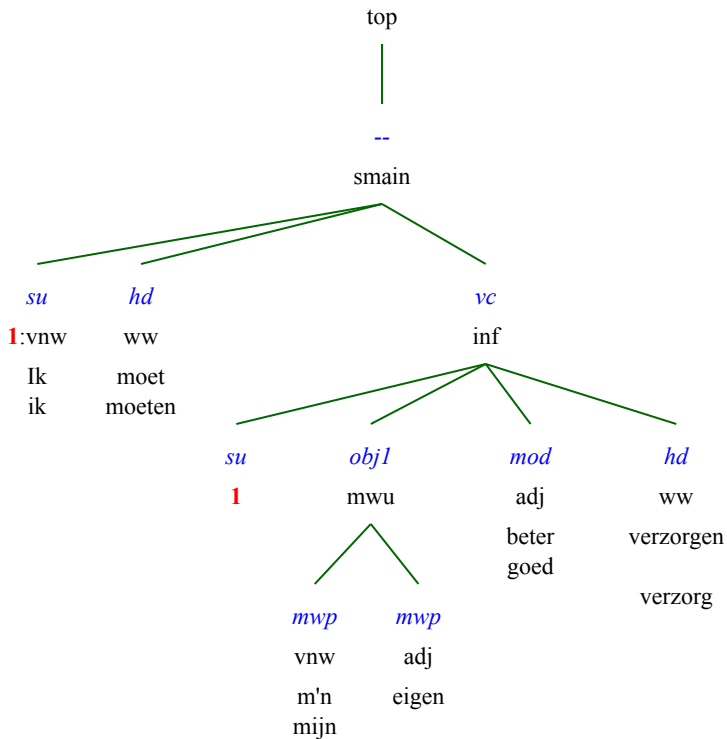 top
--
smain
su hd vc
1:vnw ww inf
Ik moet
ik moeten
su obj1 mod hd
1 mwu adj ww
beter verzorgen
goed
verzorg
mwp mwp
vnw adj
m'n eigen
mijn